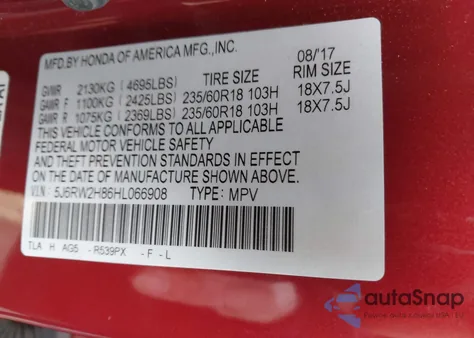 MFD.BY HONDA OF AMERICA MFG.,INC. 08/'17
TIRE SIZE RIM SIZE
GVWR 2130KG (4695LBS)
GAWR F 1100KG (2425LBS) 235/60R18 103H 18X7.5J
GAWR R 1075KG (2369LBS) 235/60R18 103H 18X7.5J
THIS VEHICLE CONFORMS TO ALL APPLICABLE
FEDERAL MOTOR VEHICLE SAFETY
AND THEFT PREVENTION STANDARDS IN EFFECT
ON THE DATE OF MANUFACTURE SHOWN ABOVE.
V.I.N: 5J6RW2H86HL066908 TYPE: MPV
TLA H AG5 - R539PX - F - L
autoSnap